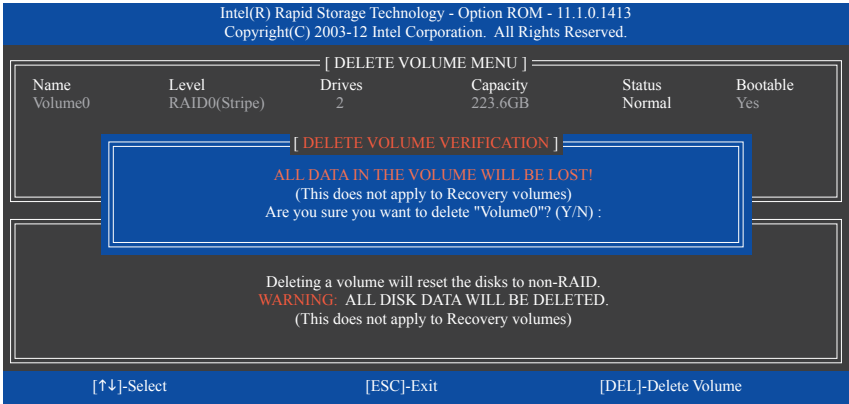 Intel(R) Rapid Storage Technology - Option ROM - 11.1.0.1413
Copyright(C) 2003-12 Intel Corporation. All Rights Reserved.
[ DELETE VOLUME MENU ]
Name Level Drives Capacity Status Bootable
Volume0 RAID0(Stripe) 2 223.6GB Normal Yes
[ DELETE VOLUME VERIFICATION ]
ALL DATA IN THE VOLUME WILL BE LOST!
(This does not apply to Recovery volumes)
Are you sure you want to delete "Volume0"? (Y/N) :
Deleting a volume will reset the disks to non-RAID.
WARNING: ALL DISK DATA WILL BE DELETED.
(This does not apply to Recovery volumes)
[↑↓]-Select [ESC]-Exit [DEL]-Delete Volume